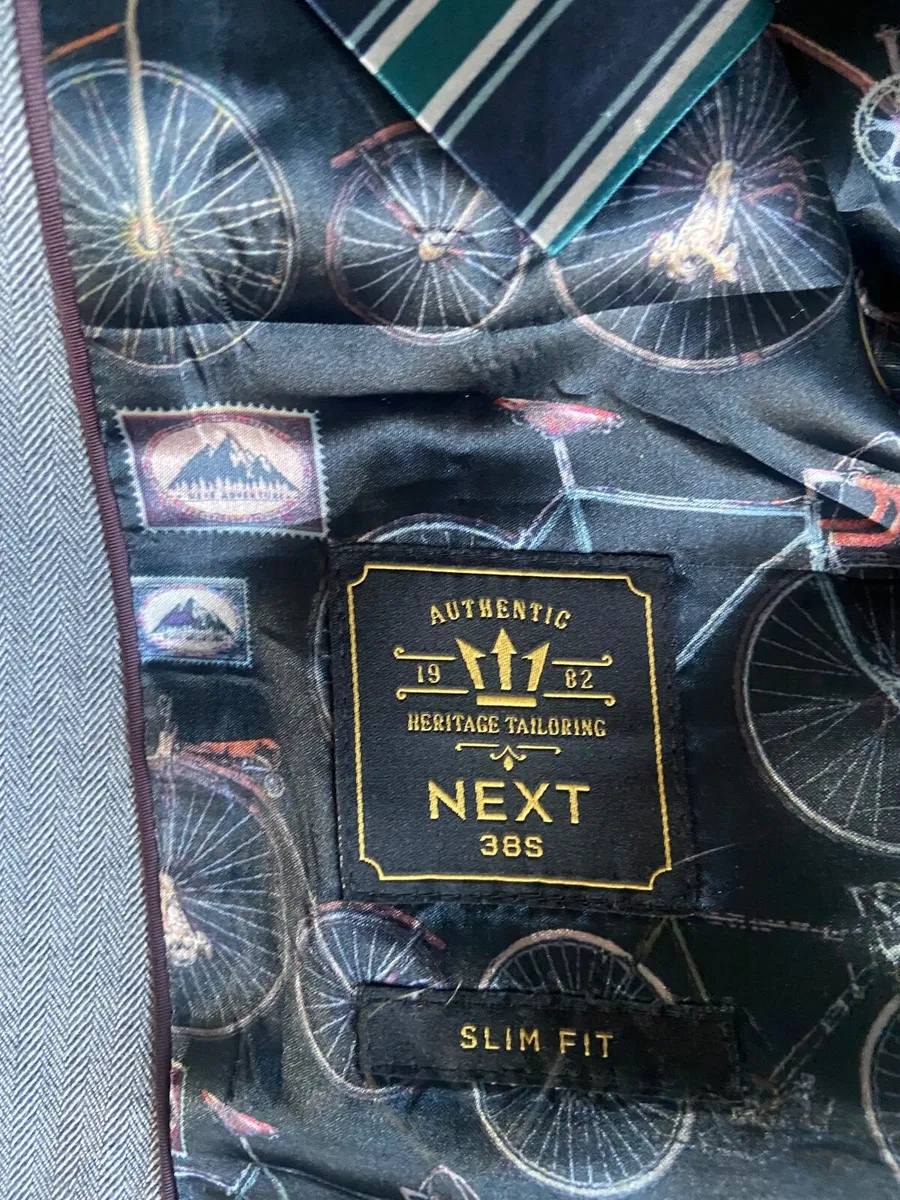 AUTHENTIC
19 82
HERITAGE TAILORING
NEXT
38S
SLIM FIT